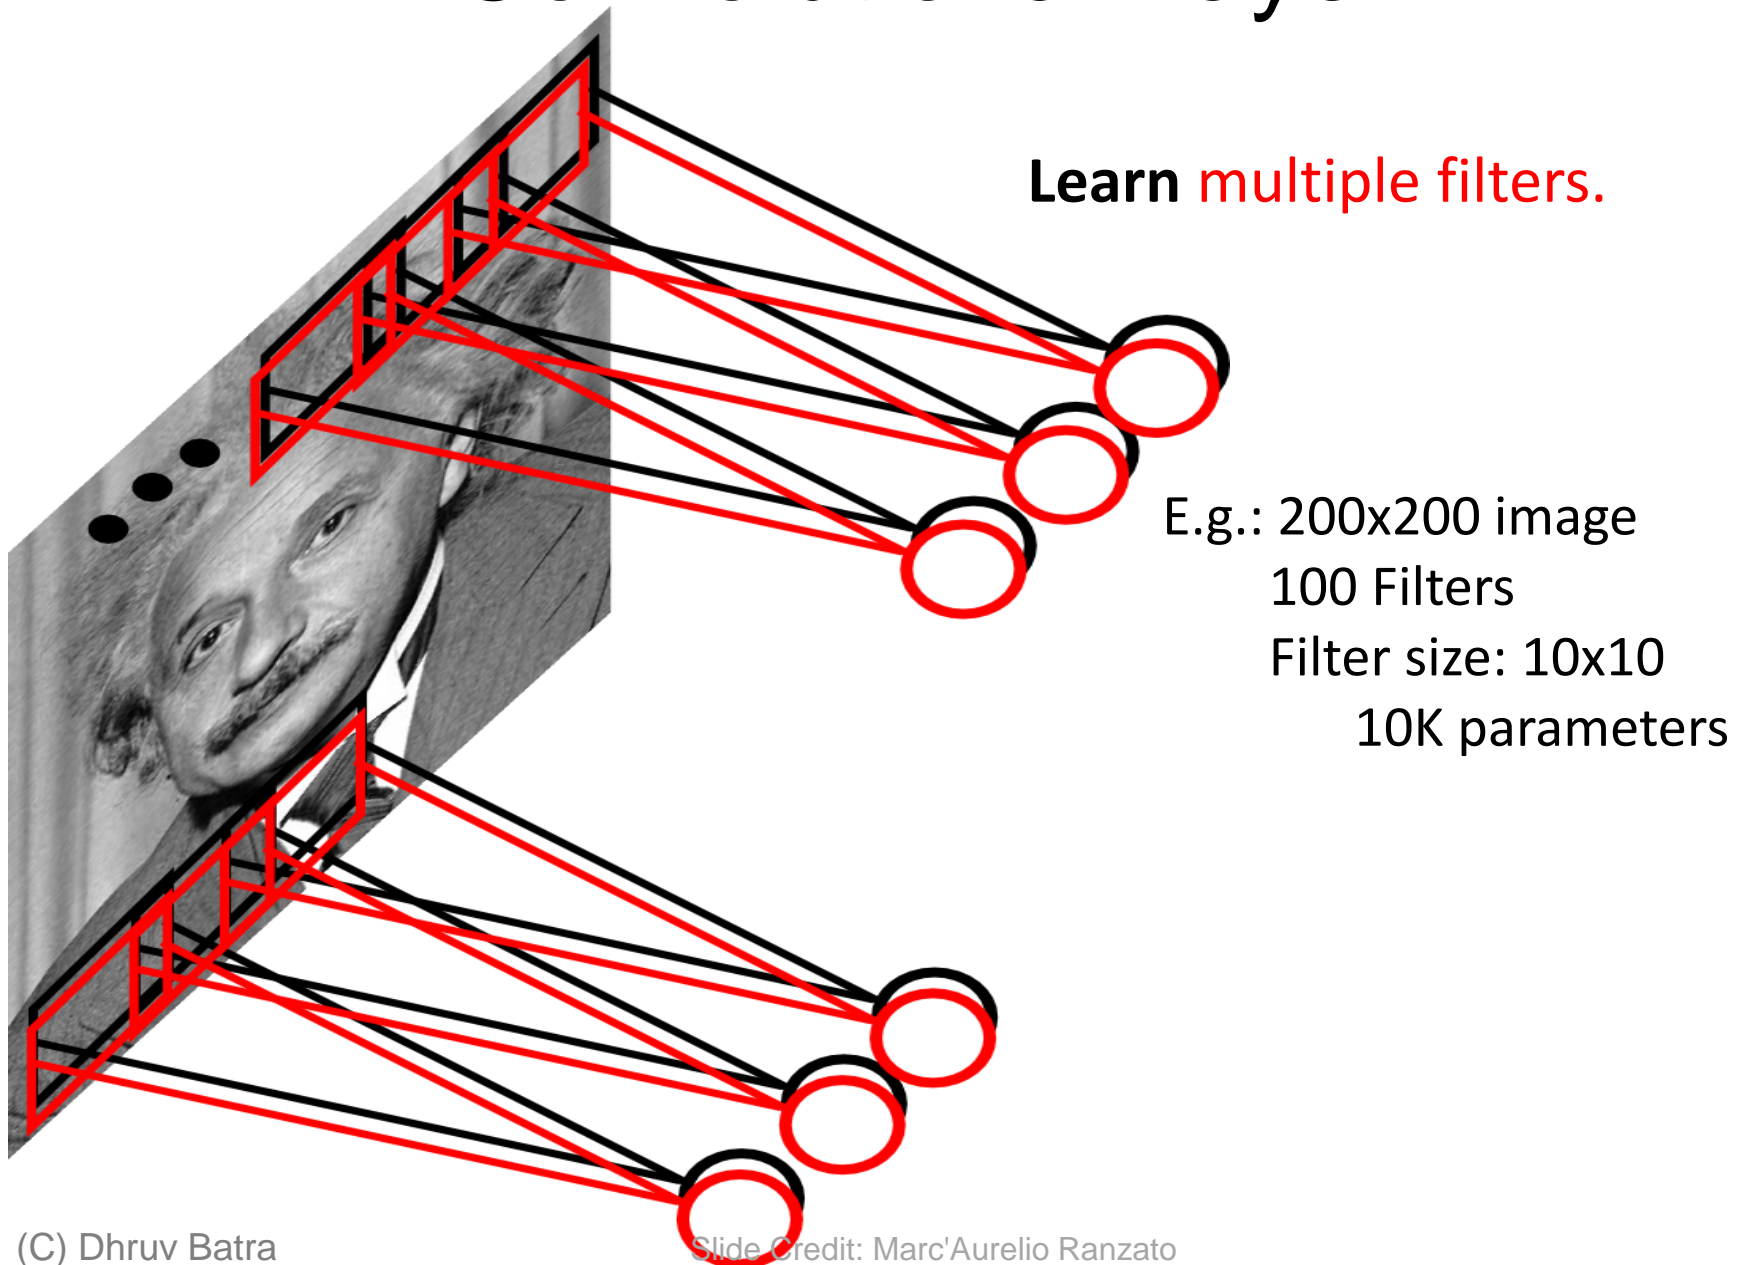 Learn multiple filters.
E.g.: 200x200 image
100 Filters
Filter size: 10x10
10K parameters
(C) Dhruv Batra
Slide Credit: Marc'Aurelio Ranzato